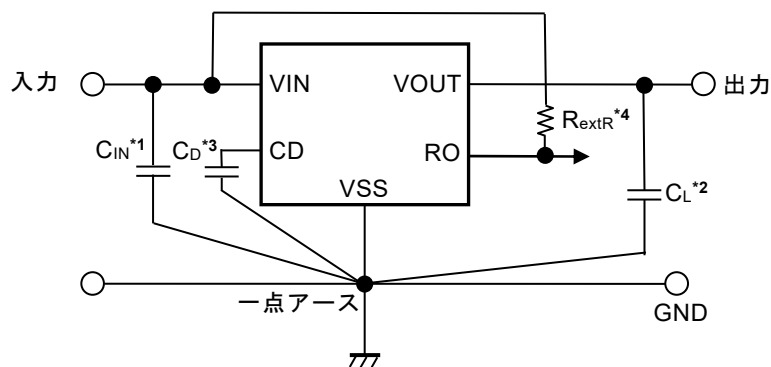 入力
VIN
VOUT
出力
CIN*1
CD*3
CD
RextR*4
RO
VSS
CL*2
一点アース
GND